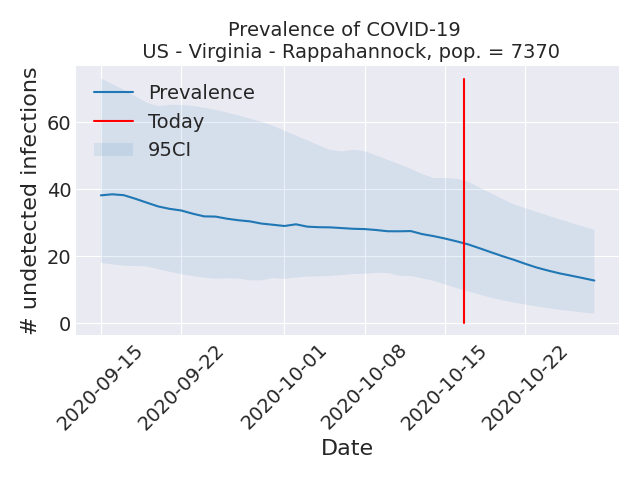 Prevalence of COVID-19
US - Virginia - Rappahannock, pop. = 7370
# undetected infections
60
40
20
0
Prevalence
Today
95CI
2020-09-15
2020-09-22
2020-10-01
2020-10-08
2020-10-15
2020-10-22
Date